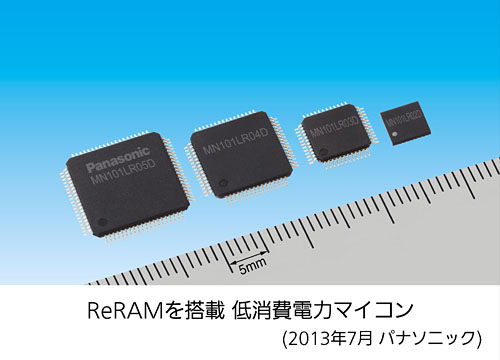 Panasonic
MN101LR05D
MN101LR04D
MN101LR03D
MN101LR02D
5mm
ReRAMを搭載 低消費電力マイコン
(2013年7月 パナソニック)